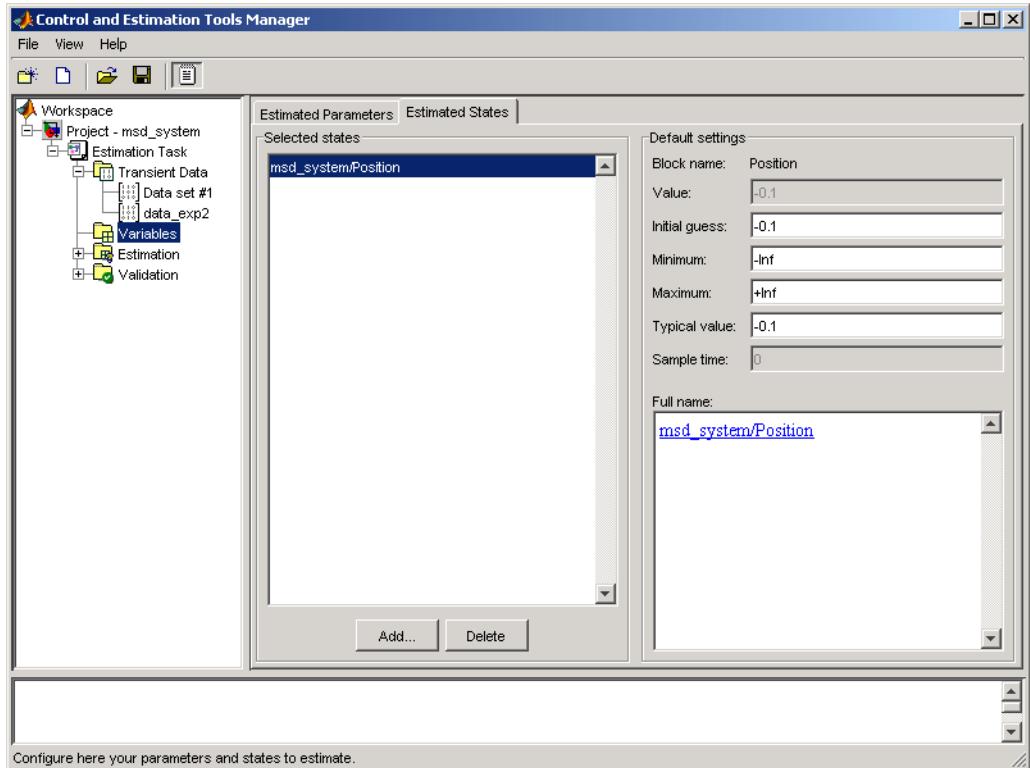 Control and Estimation Tools Manager
File View Help
Workspace
Project - msd_system
Estimation Task
Transient Data
Data set #1
data_exp2
Variables
Estimation
Validation
Estimated Parameters Estimated States
Selected states
msd_system/Position
Add... Delete
Default settings
Block name: Position
Value: -0.1
Initial guess: -0.1
Minimum: -Inf
Maximum: +Inf
Typical value: -0.1
Sample time: 0
Full name:
msd_system/Position
Configure here your parameters and states to estimate.